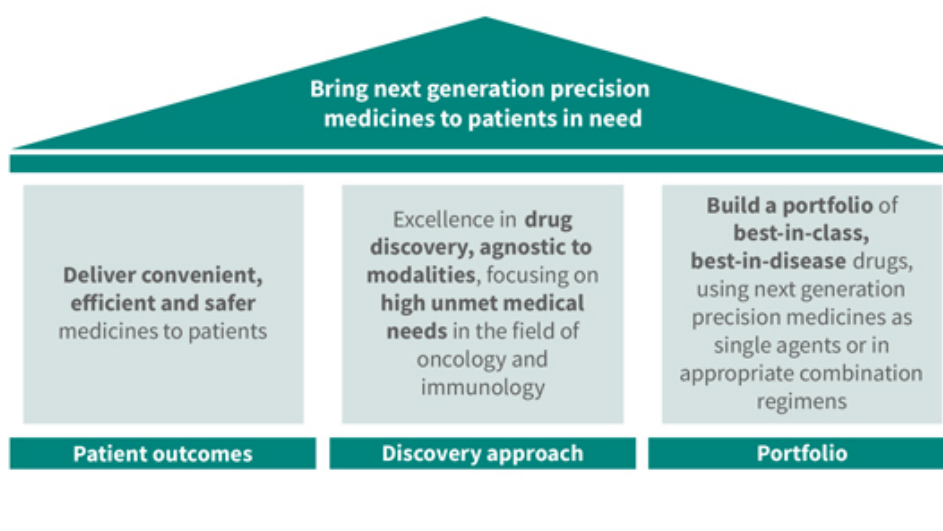 Bring next generation precision
medicines to patients in need
Deliver convenient,
efficient and safer
medicines to patients
Excellence in drug
discovery, agnostic to
modalities, focusing on
high unmet medical
needs in the field of
oncology and
immunology
Build a portfolio of
best-in-class,
best-in-disease drugs,
using next generation
precision medicines as
single agents or in
appropriate combination
regimens
Patient outcomes
Discovery approach
Portfolio